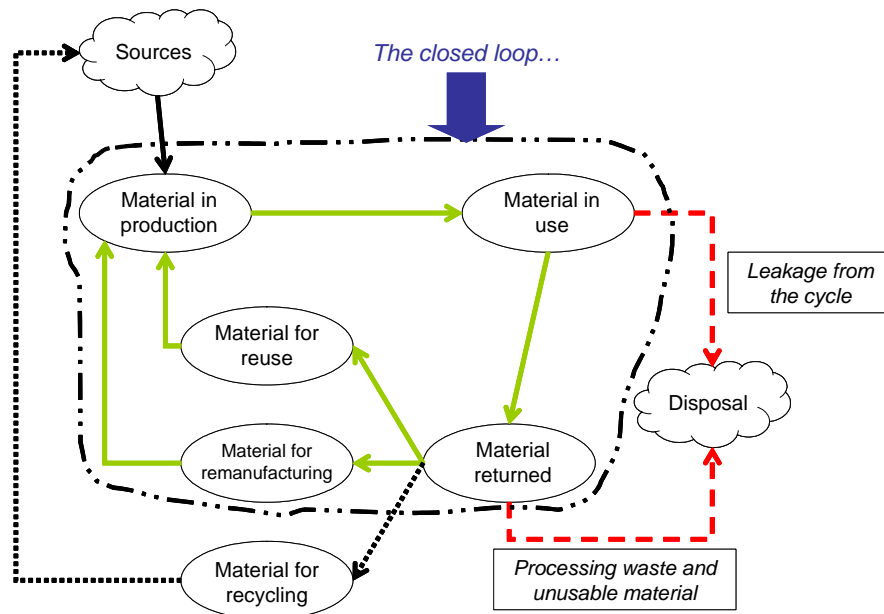 Sources
The closed loop…
Material in
production
Material in
use
Leakage from
the cycle
Material for
reuse
Disposal
Material for
remanufacturing
Material
returned
Material for
recycling
Processing waste and
unusable material